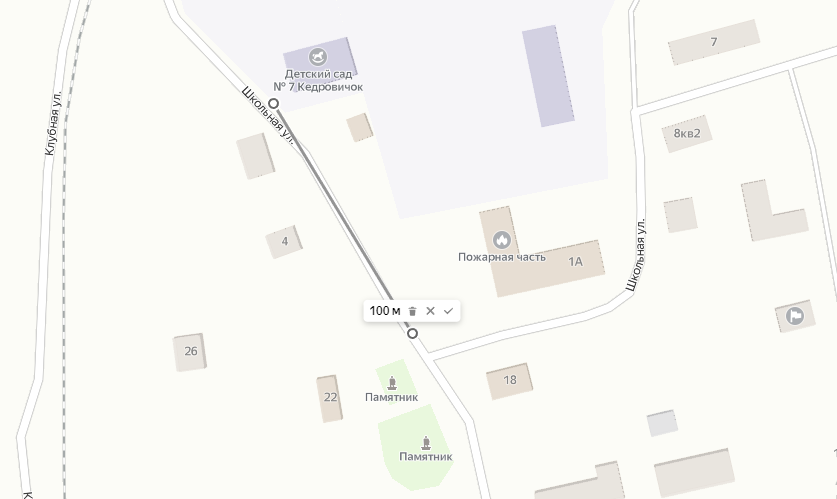 7
Детский сад
№ 7 Кедровичок
Клубная ул.
Школьная ул.
8кв2
4
Пожарная часть
1А
Школьная ул.
100 м
26
22
Памятник
18
Памятник